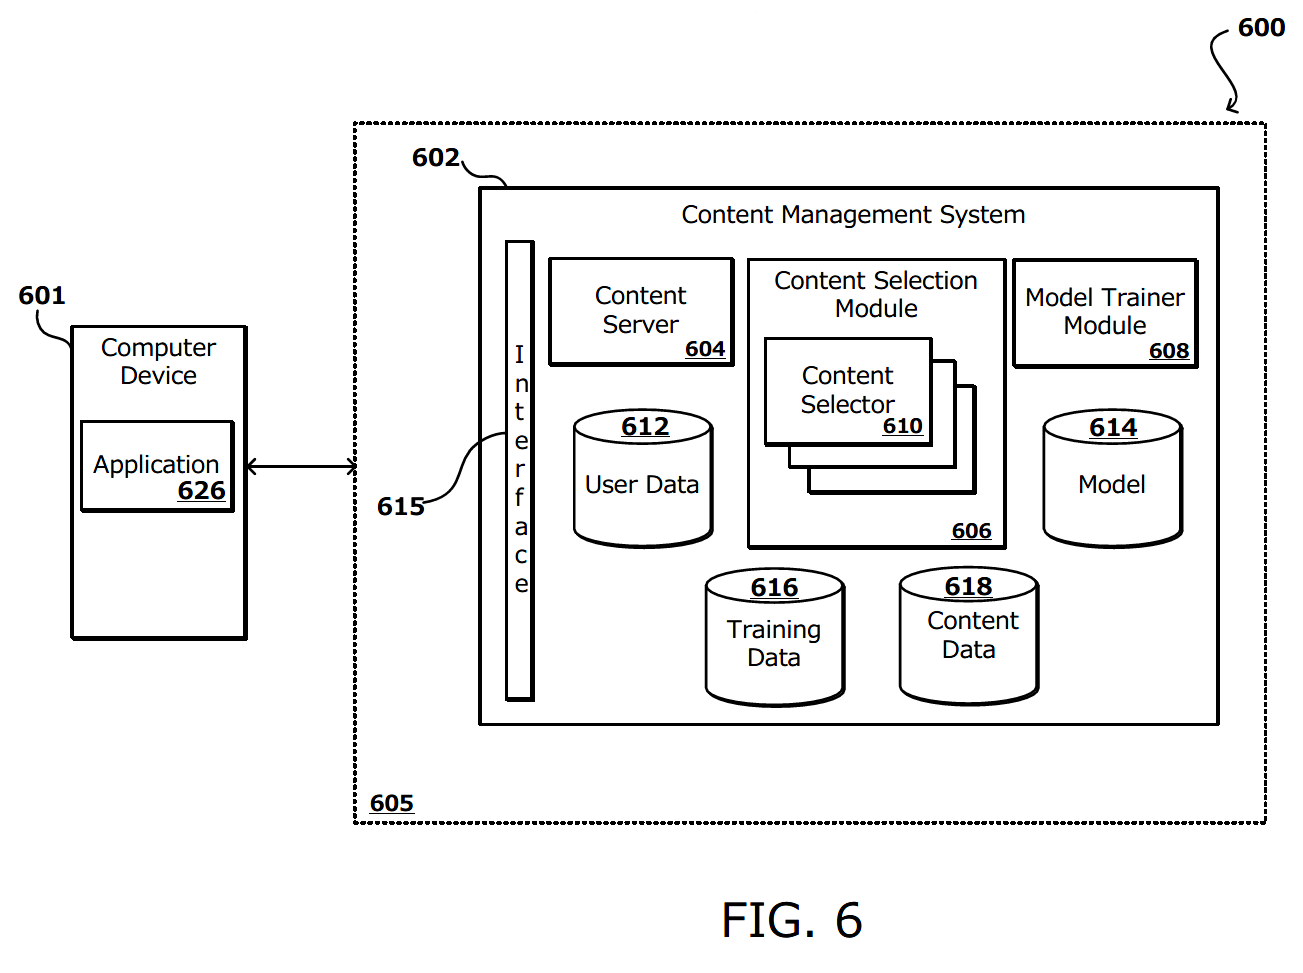 600
602
Content Management System
601
Computer
Device
Application
626
Interface
615
Content
Server
604
Content Selection
Module
Content
Selector
610
606
Model Trainer
Module
608
612
User Data
614
Model
616
Training
Data
618
Content
Data
605
FIG. 6